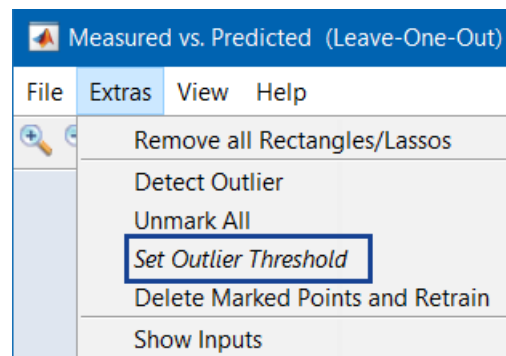 Measured vs. Predicted (Leave-One-Out)
File Extras View Help
Remove all Rectangles/Lassos
Detect Outlier
Unmark All
Set Outlier Threshold
Delete Marked Points and Retrain
Show Inputs